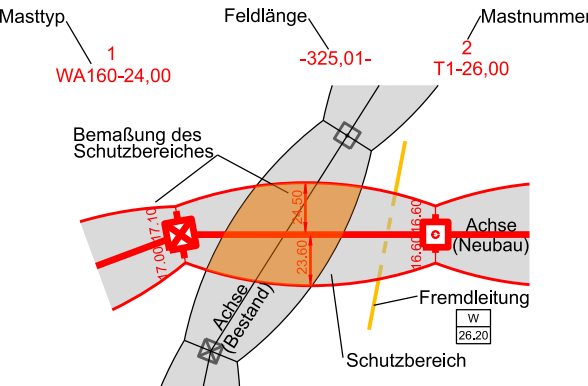 Masttyp
Feldlänge
Mastnummer
1
WA160-24,00
-325,01-
2
T1-26,00
Bemaßung des
Schutzbereiches
17.00
17.10
24.50
23.60
16.60
16.60
Achse
(Neubau)
Achse
(Bestand)
Fremdleitung
W
26.20
Schutzbereich